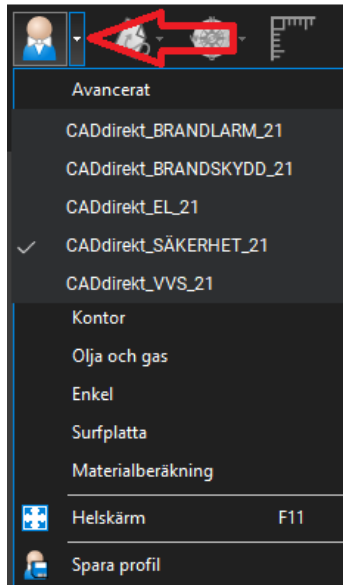 Avancerat
CADdirekt_BRANDLARM_21
CADdirekt_BRANDSKYDD_21
CADdirekt_EL_21
CADdirekt_SÄKERHET_21
CADdirekt_VVS_21
Kontor
Olja och gas
Enkel
Surfplatta
Materialberäkning
Helskärm F11
Spara profil